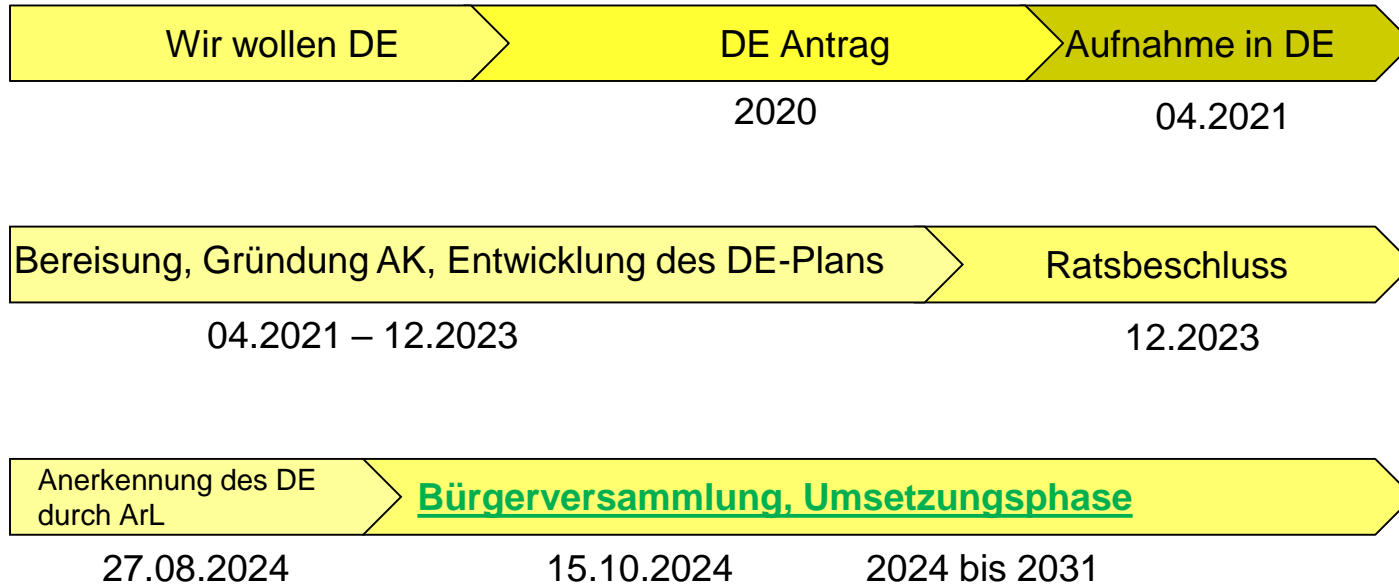 Wir wollen DE
DE Antrag
Aufnahme in DE
2020
04.2021
Bereisung, Gründung AK, Entwicklung des DE-Plans
Ratsbeschluss
04.2021 – 12.2023
12.2023
Anerkennung des DE
durch ArL
Bürgerversammlung, Umsetzungsphase
27.08.2024
15.10.2024
2024 bis 2031